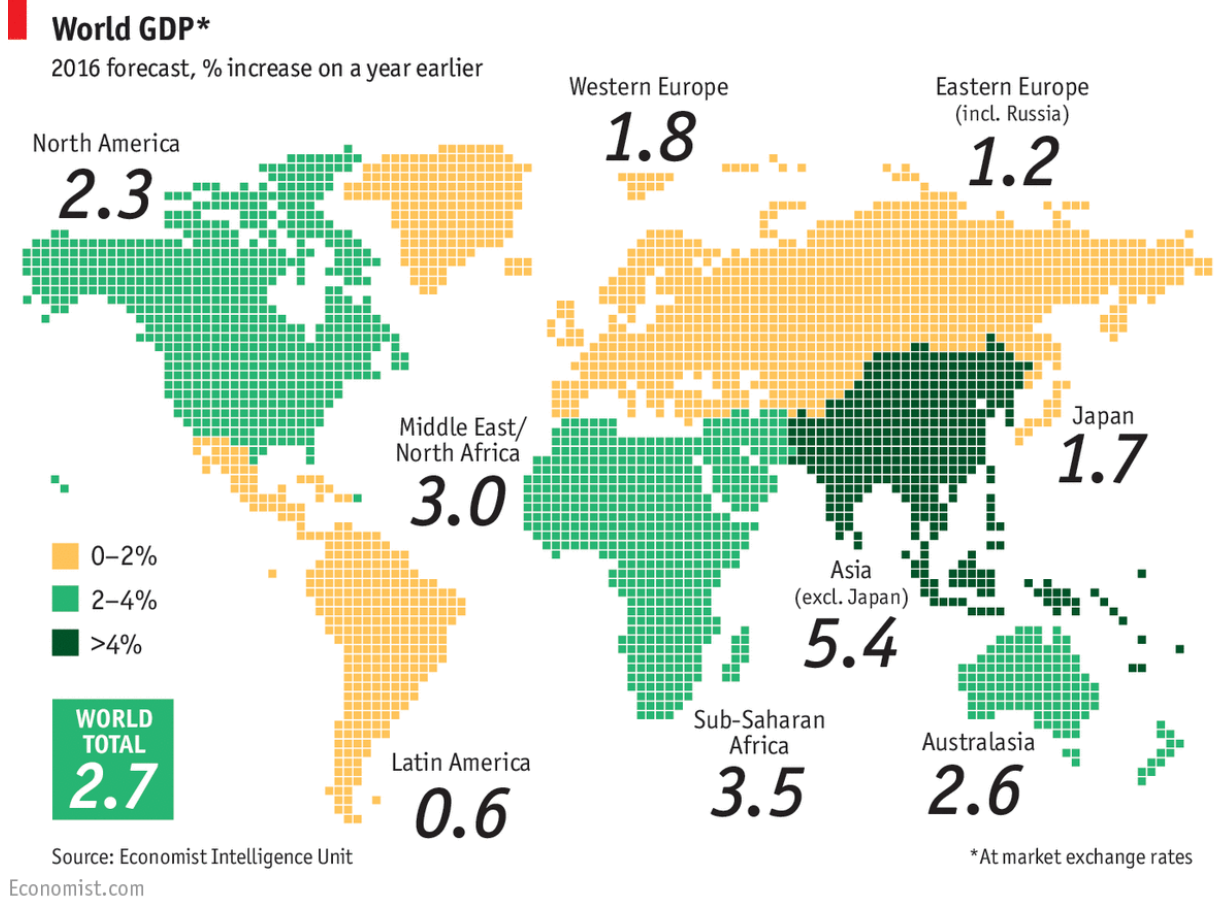 World GDP*
2016 forecast, % increase on a year earlier
Western Europe
1.8
Eastern Europe
(incl. Russia)
1.2
North America
2.3
Middle East/
North Africa
3.0
Japan
1.7
0–2%
2–4%
>4%
Asia
(excl. Japan)
5.4
WORLD
TOTAL
2.7
Latin America
0.6
Sub-Saharan
Africa
3.5
Australasia
2.6
Source: Economist Intelligence Unit
*At market exchange rates
Economist.com